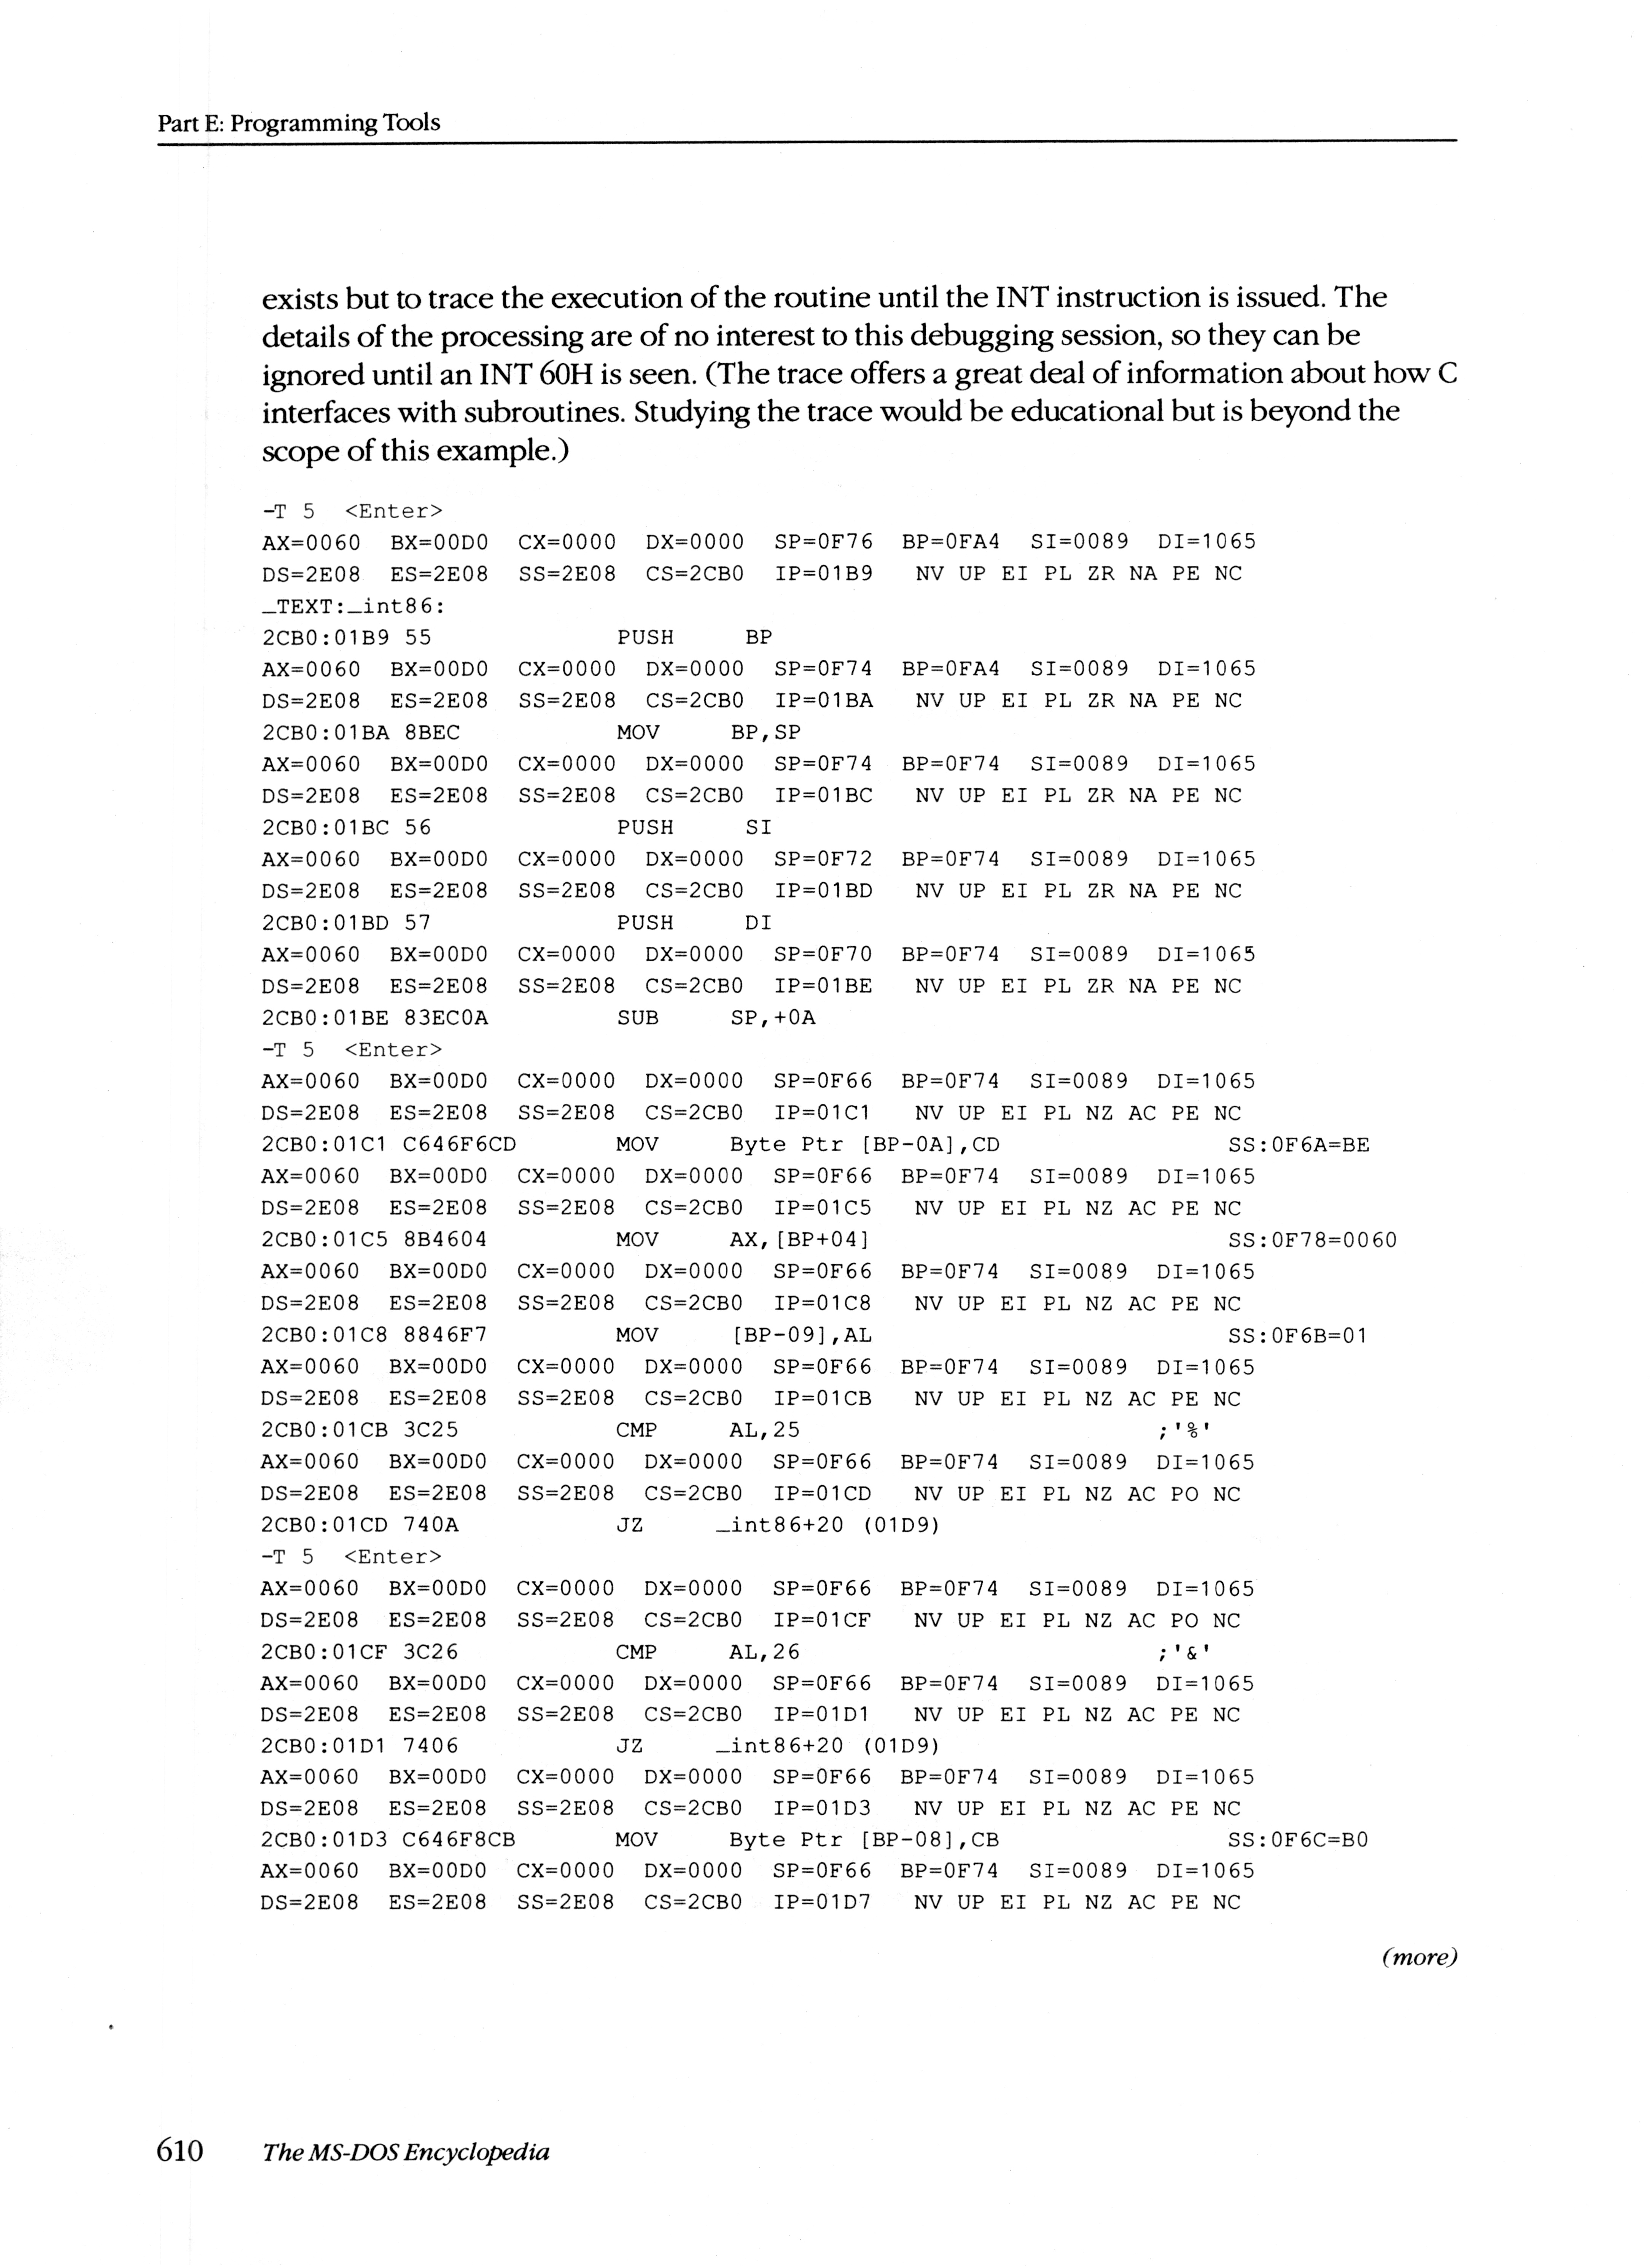 Part E: Programming Tools
exists but to trace the execution of the routine until the INT instruction is issued. The
details of the processing are of no interest to this debugging session, so they can be
ignored until an INT 60H is seen. (The trace offers a great deal of information about how C
interfaces with subroutines. Studying the trace would be educational but is beyond the
scope of this example.)
-T 5  <Enter>
AX=0060  BX=00D0  CX=0000  DX=0000  SP=0F76  BP=0FA4  SI=0089  DI=1065
DS=2E08  ES=2E08  SS=2E08  CS=2CB0  IP=01B9   NV UP EI PL ZR NA PE NC
_TEXT:_int86:
2CB0:01B9 55             PUSH     BP
AX=0060  BX=00D0  CX=0000  DX=0000  SP=0F74  BP=0FA4  SI=0089  DI=1065
DS=2E08  ES=2E08  SS=2E08  CS=2CB0  IP=01BA   NV UP EI PL ZR NA PE NC
2CB0:01BA 8BEC           MOV     BP,SP
AX=0060  BX=00D0  CX=0000  DX=0000  SP=0F74  BP=0F74  SI=0089  DI=1065
DS=2E08  ES=2E08  SS=2E08  CS=2CB0  IP=01BC   NV UP EI PL ZR NA PE NC
2CB0:01BC 56             PUSH     SI
AX=0060  BX=00D0  CX=0000  DX=0000  SP=0F72  BP=0F74  SI=0089  DI=1065
DS=2E08  ES=2E08  SS=2E08  CS=2CB0  IP=01BD   NV UP EI PL ZR NA PE NC
2CB0:01BD 57             PUSH     DI
AX=0060  BX=00D0  CX=0000  DX=0000  SP=0F70  BP=0F74  SI=0089  DI=1065
DS=2E08  ES=2E08  SS=2E08  CS=2CB0  IP=01BE   NV UP EI PL ZR NA PE NC
2CB0:01BE 83EC0A         SUB     SP,+0A
-T 5  <Enter>
AX=0060  BX=00D0  CX=0000  DX=0000  SP=0F66  BP=0F74  SI=0089  DI=1065
DS=2E08  ES=2E08  SS=2E08  CS=2CB0  IP=01C1   NV UP EI PL NZ AC PE NC
2CB0:01C1 C646F6CD       MOV     Byte Ptr [BP-0A],CD                SS:0F6A=BE
AX=0060  BX=00D0  CX=0000  DX=0000  SP=0F66  BP=0F74  SI=0089  DI=1065
DS=2E08  ES=2E08  SS=2E08  CS=2CB0  IP=01C5   NV UP EI PL NZ AC PE NC
2CB0:01C5 8B4604         MOV     AX,[BP+04]                         SS:0F78=0060
AX=0060  BX=00D0  CX=0000  DX=0000  SP=0F66  BP=0F74  SI=0089  DI=1065
DS=2E08  ES=2E08  SS=2E08  CS=2CB0  IP=01C8   NV UP EI PL NZ AC PE NC
2CB0:01C8 8846F7         MOV     [BP-09],AL                         SS:0F6B=01
AX=0060  BX=00D0  CX=0000  DX=0000  SP=0F66  BP=0F74  SI=0089  DI=1065
DS=2E08  ES=2E08  SS=2E08  CS=2CB0  IP=01CB   NV UP EI PL NZ AC PE NC
2CB0:01CB 3C25           CMP     AL,25                         ;'%'
AX=0060  BX=00D0  CX=0000  DX=0000  SP=0F66  BP=0F74  SI=0089  DI=1065
DS=2E08  ES=2E08  SS=2E08  CS=2CB0  IP=01CD   NV UP EI PL NZ AC PO NC
2CB0:01CD 740A           JZ     _int86+20 (01D9)
-T 5  <Enter>
AX=0060  BX=00D0  CX=0000  DX=0000  SP=0F66  BP=0F74  SI=0089  DI=1065
DS=2E08  ES=2E08  SS=2E08  CS=2CB0  IP=01CF   NV UP EI PL NZ AC PO NC
2CB0:01CF 3C26           CMP     AL,26                         ;'&'
AX=0060  BX=00D0  CX=0000  DX=0000  SP=0F66  BP=0F74  SI=0089  DI=1065
DS=2E08  ES=2E08  SS=2E08  CS=2CB0  IP=01D1   NV UP EI PL NZ AC PE NC
2CB0:01D1 7406           JZ     _int86+20 (01D9)
AX=0060  BX=00D0  CX=0000  DX=0000  SP=0F66  BP=0F74  SI=0089  DI=1065
DS=2E08  ES=2E08  SS=2E08  CS=2CB0  IP=01D3   NV UP EI PL NZ AC PE NC
2CB0:01D3 C646F8CB       MOV     Byte Ptr [BP-08],CB                SS:0F6C=B0
AX=0060  BX=00D0  CX=0000  DX=0000  SP=0F66  BP=0F74  SI=0089  DI=1065
DS=2E08  ES=2E08  SS=2E08  CS=2CB0  IP=01D7   NV UP EI PL NZ AC PE NC
(more)
610 The MS-DOS Encyclopedia